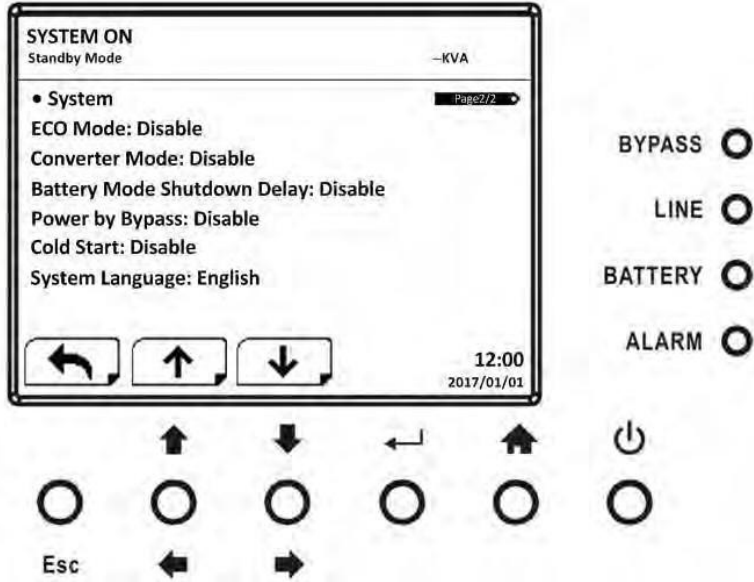 SYSTEM ON
Standby Mode
–KVA
• System
Page2/2
ECO Mode: Disable
Converter Mode: Disable
Battery Mode Shutdown Delay: Disable
Power by Bypass: Disable
Cold Start: Disable
System Language: English
12:00
2017/01/01
BYPASS
LINE
BATTERY
ALARM
Esc